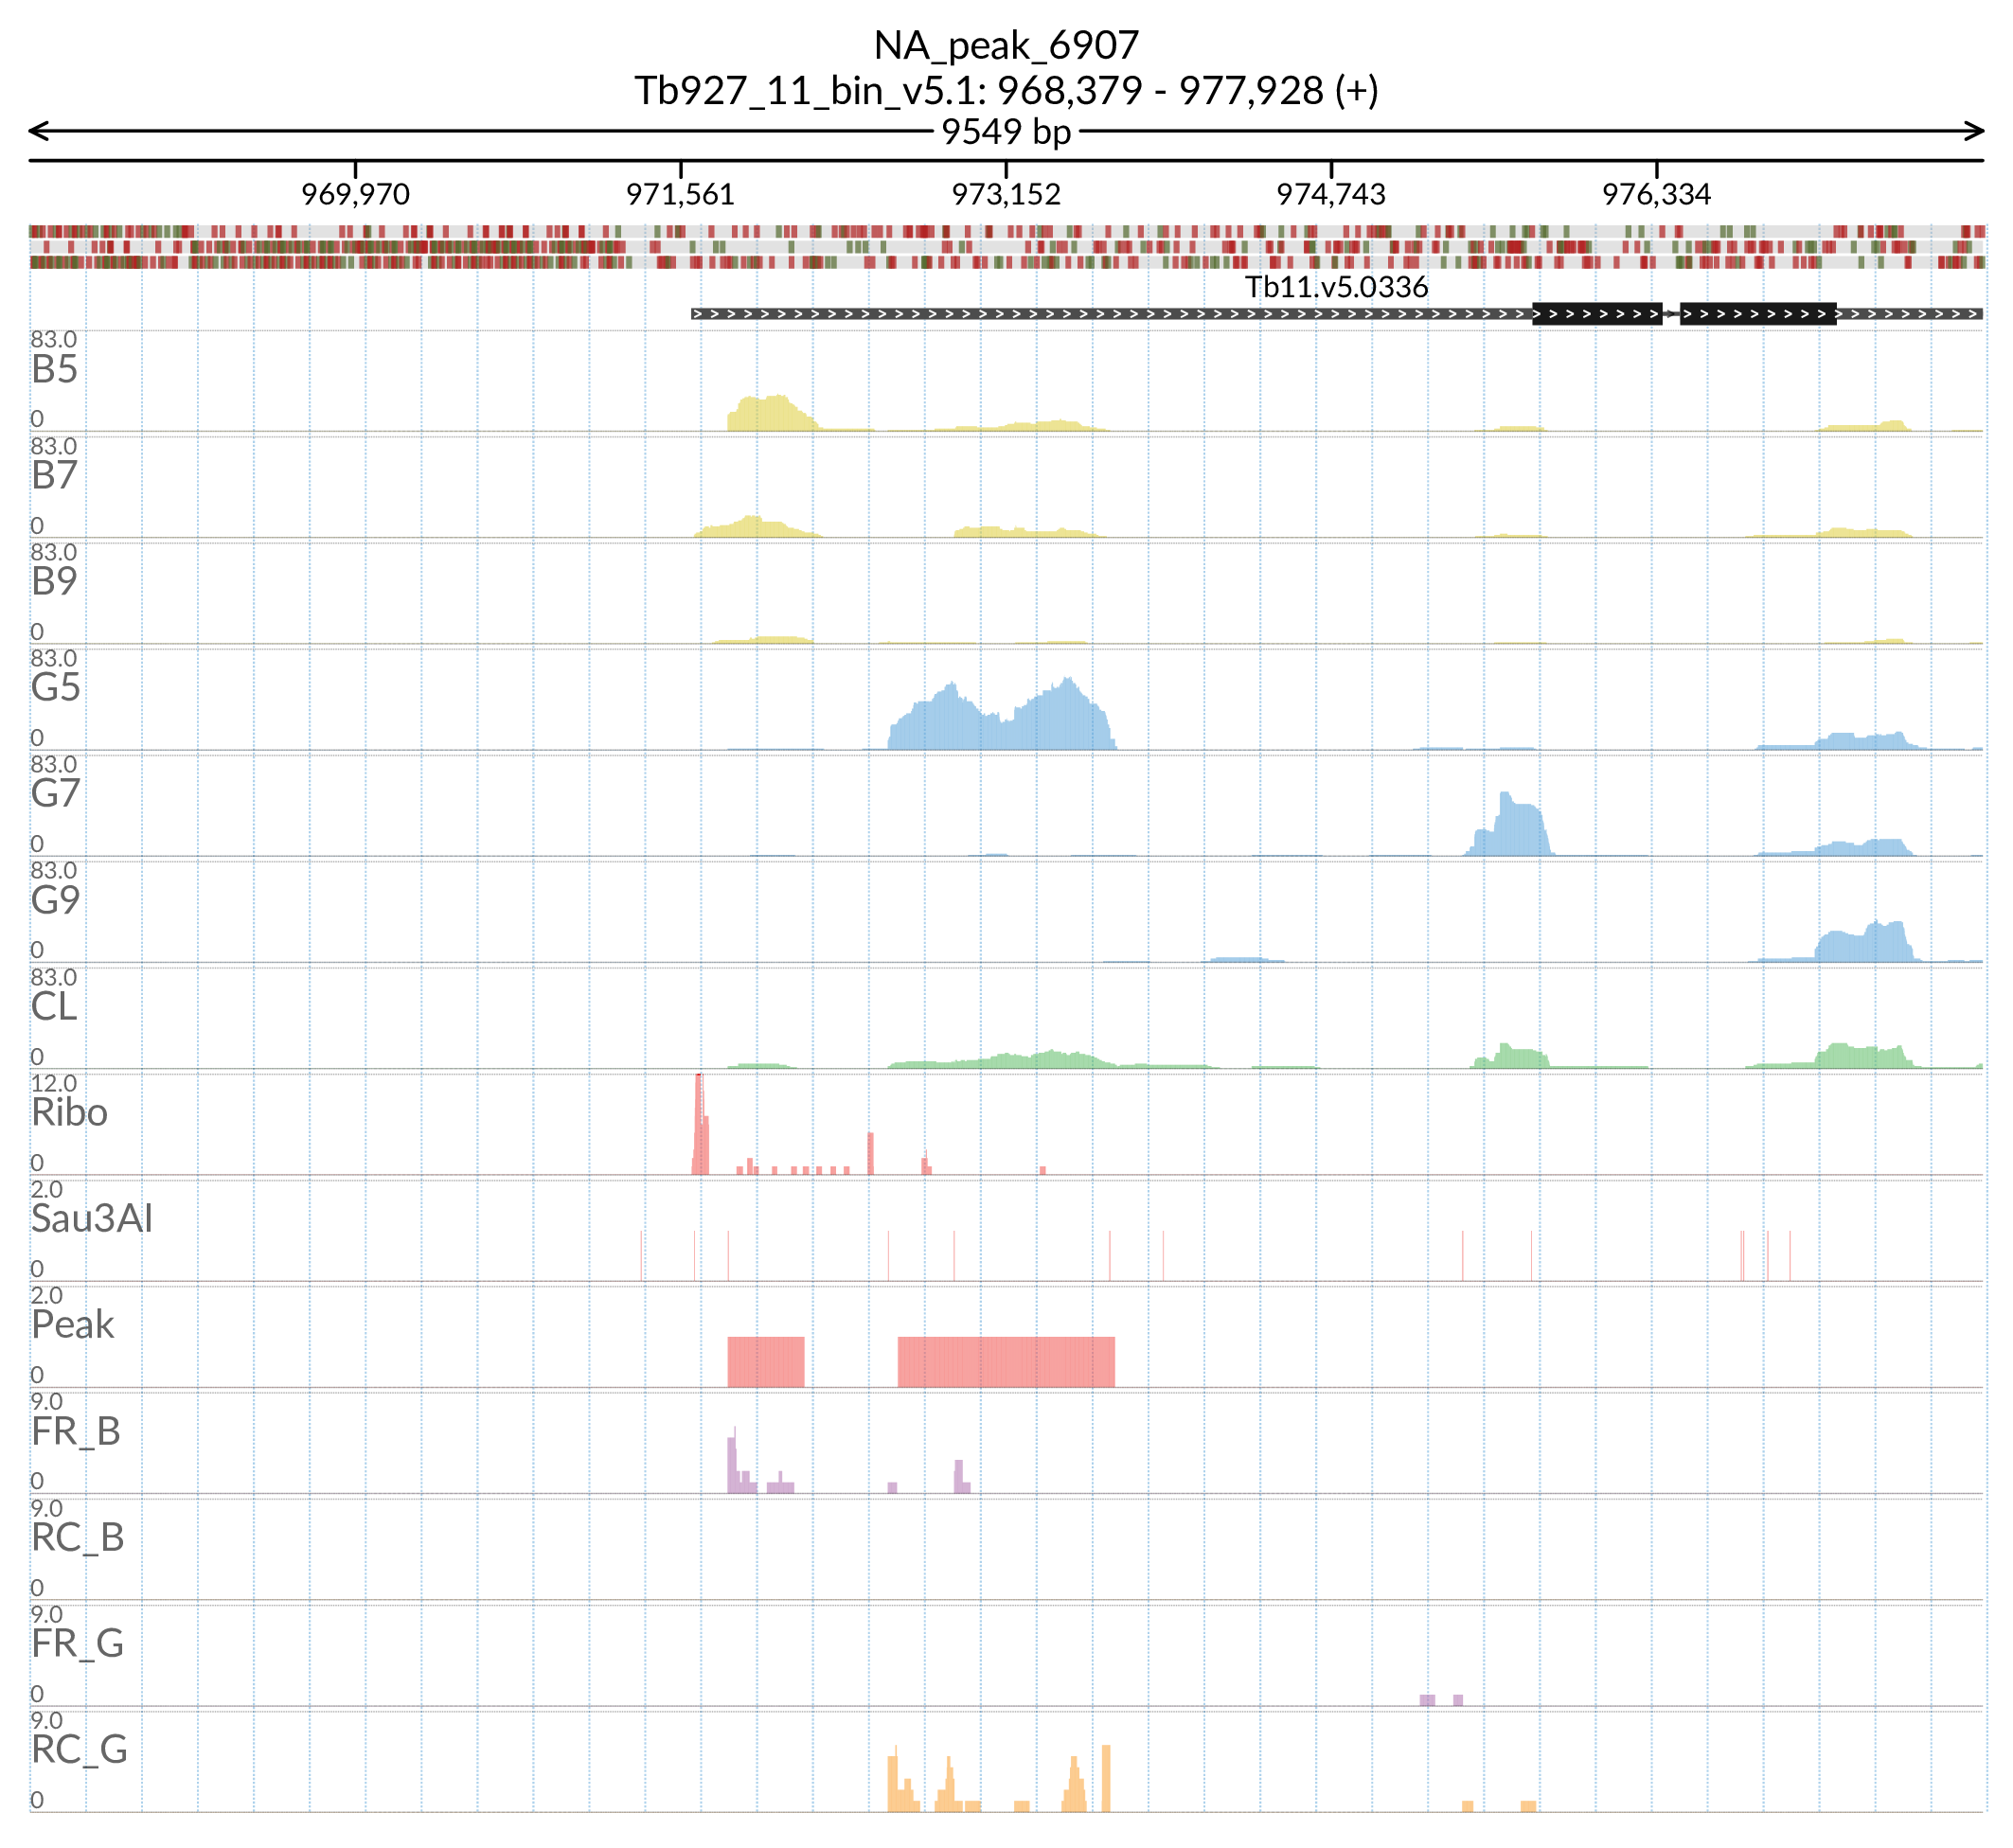 NA_peak_6907
Tb927_11_bin_v5.1: 968,379 - 977,928 (+)
9549 bp
969,970 971,561 973,152 974,743 976,334
Tb11.v5.0336
83.0
B5
0
83.0
B7
0
83.0
B9
0
83.0
G5
0
83.0
G7
0
83.0
G9
0
83.0
CL
0
12.0
Ribo
0
2.0
Sau3AI
0
2.0
Peak
0
9.0
FR_B
0
9.0
RC_B
0
9.0
FR_G
0
9.0
RC_G
0